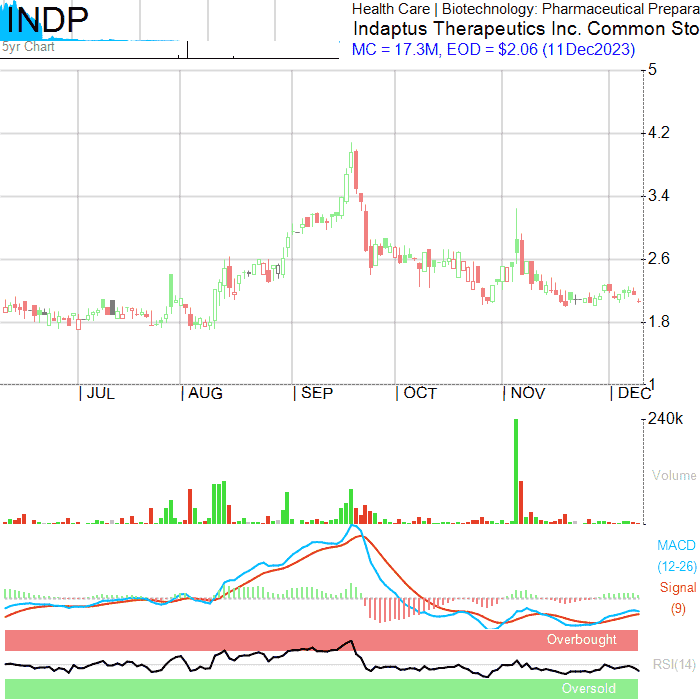 INDP
5yr Chart
Health Care | Biotechnology: Pharmaceutical Prepara
Indaptus Therapeutics Inc. Common Sto
MC = 17.3M, EOD = $2.06 (11Dec2023)
5
4.2
3.4
2.6
1.8
1
JUL AUG SEP OCT NOV DEC
240k
Volume
MACD
(12-26)
Signal
(9)
Overbought
RSI(14)
Oversold